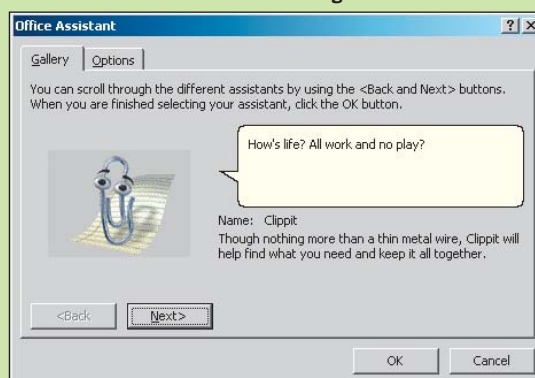 Office Assistant
Gallery Options
You can scroll through the different assistants by using the <Back and Next> buttons.
When you are finished selecting your assistant, click the OK button.
How's life? All work and no play?
Name: Clippit
Though nothing more than a thin metal wire, Clippit will
help find what you need and keep it all together.
<Back Next>
OK Cancel